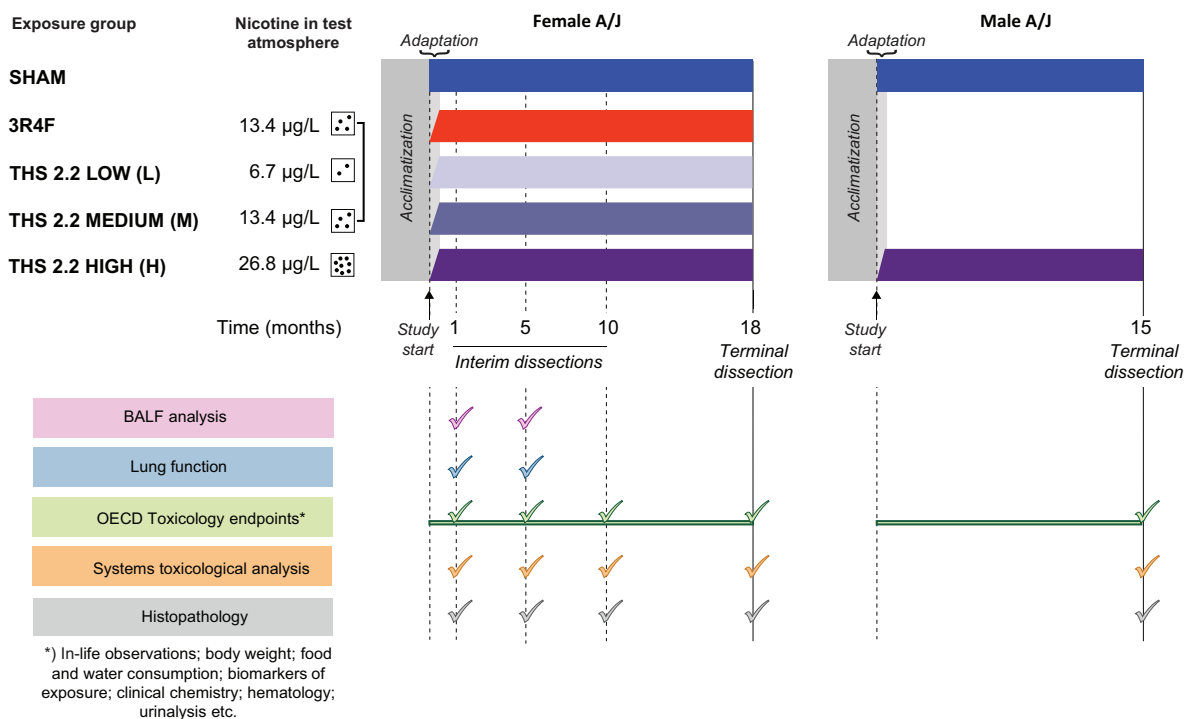 Exposure group
Nicotine in test
atmosphere
Female A/J
Male A/J
Adaptation
Adaptation
SHAM
3R4F
13.4 µg/L
THS 2.2 LOW (L)
6.7 µg/L
THS 2.2 MEDIUM (M)
13.4 µg/L
THS 2.2 HIGH (H)
26.8 µg/L
Acclimatization
Acclimatization
Time (months)
Study
start
1
5
10
18
Interim dissections
Terminal
dissection
Study
start
15
Terminal
dissection
BALF analysis
Lung function
OECD Toxicology endpoints*
Systems toxicological analysis
Histopathology
*) In-life observations; body weight; food
and water consumption; biomarkers of
exposure; clinical chemistry; hematology;
urinalysis etc.